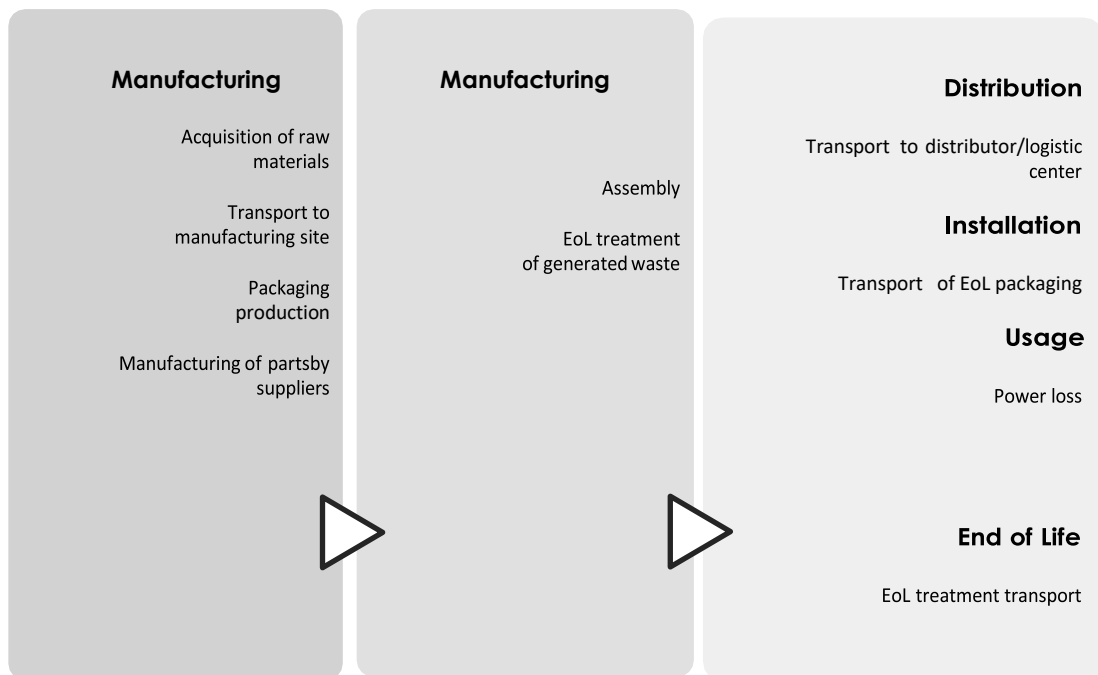 Manufacturing
Acquisition of raw
materials
Transport to
manufacturing site
Packaging
production
Manufacturing of partsby
suppliers
Manufacturing
Assembly
EoL treatment
of generated waste
Distribution
Transport to distributor/logistic
center
Installation
Transport of EoL packaging
Usage
Power loss
End of Life
EoL treatment transport